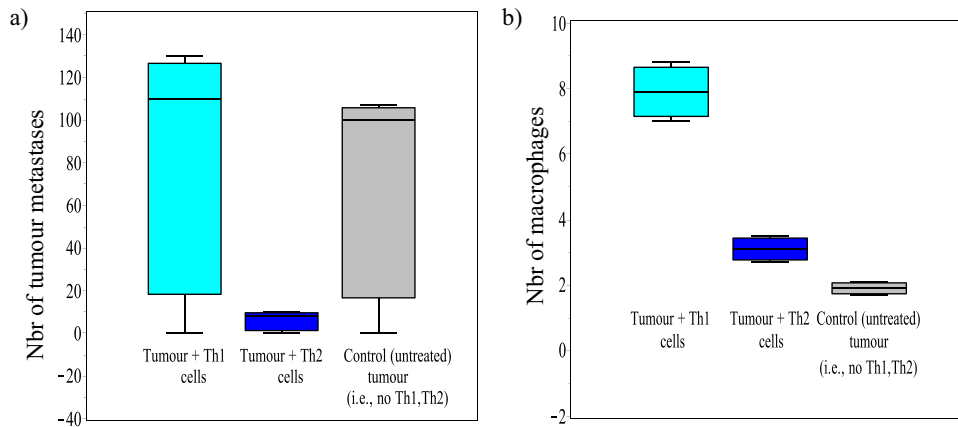 a)
Nbr of tumour metastases
140
120
100
80
60
40
20
0
−20
−40
Tumour + Th1
cells
Tumour + Th2
cells
Control (untreated)
tumour
(i.e., no Th1,Th2)
b)
Nbr of macrophages
10
8
6
4
2
0
−2
Tumour + Th1
cells
Tumour + Th2
cells
Control (untreated)
tumour
(i.e., no Th1,Th2)